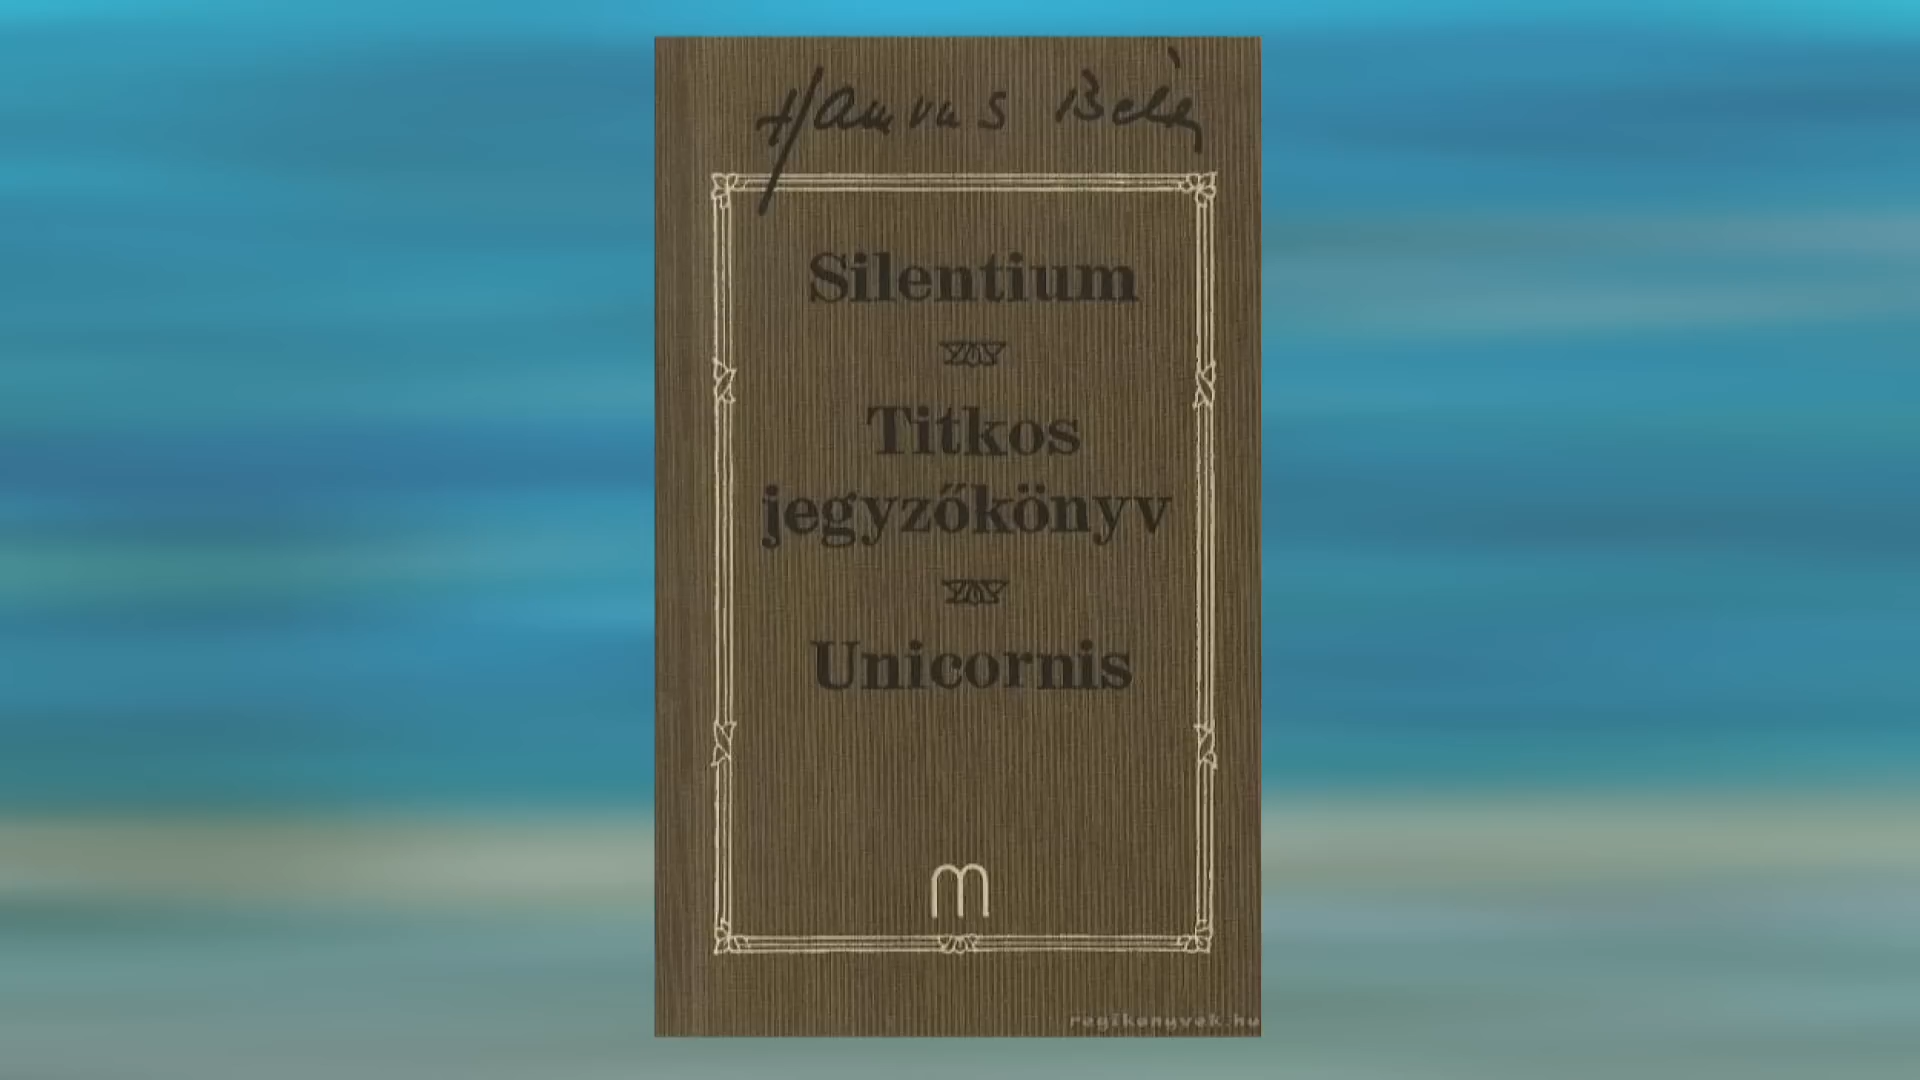 Hamvas Béla
Silentium
Titkos
jegyzőkönyv
Unicornis
m
regikonyvek.hu